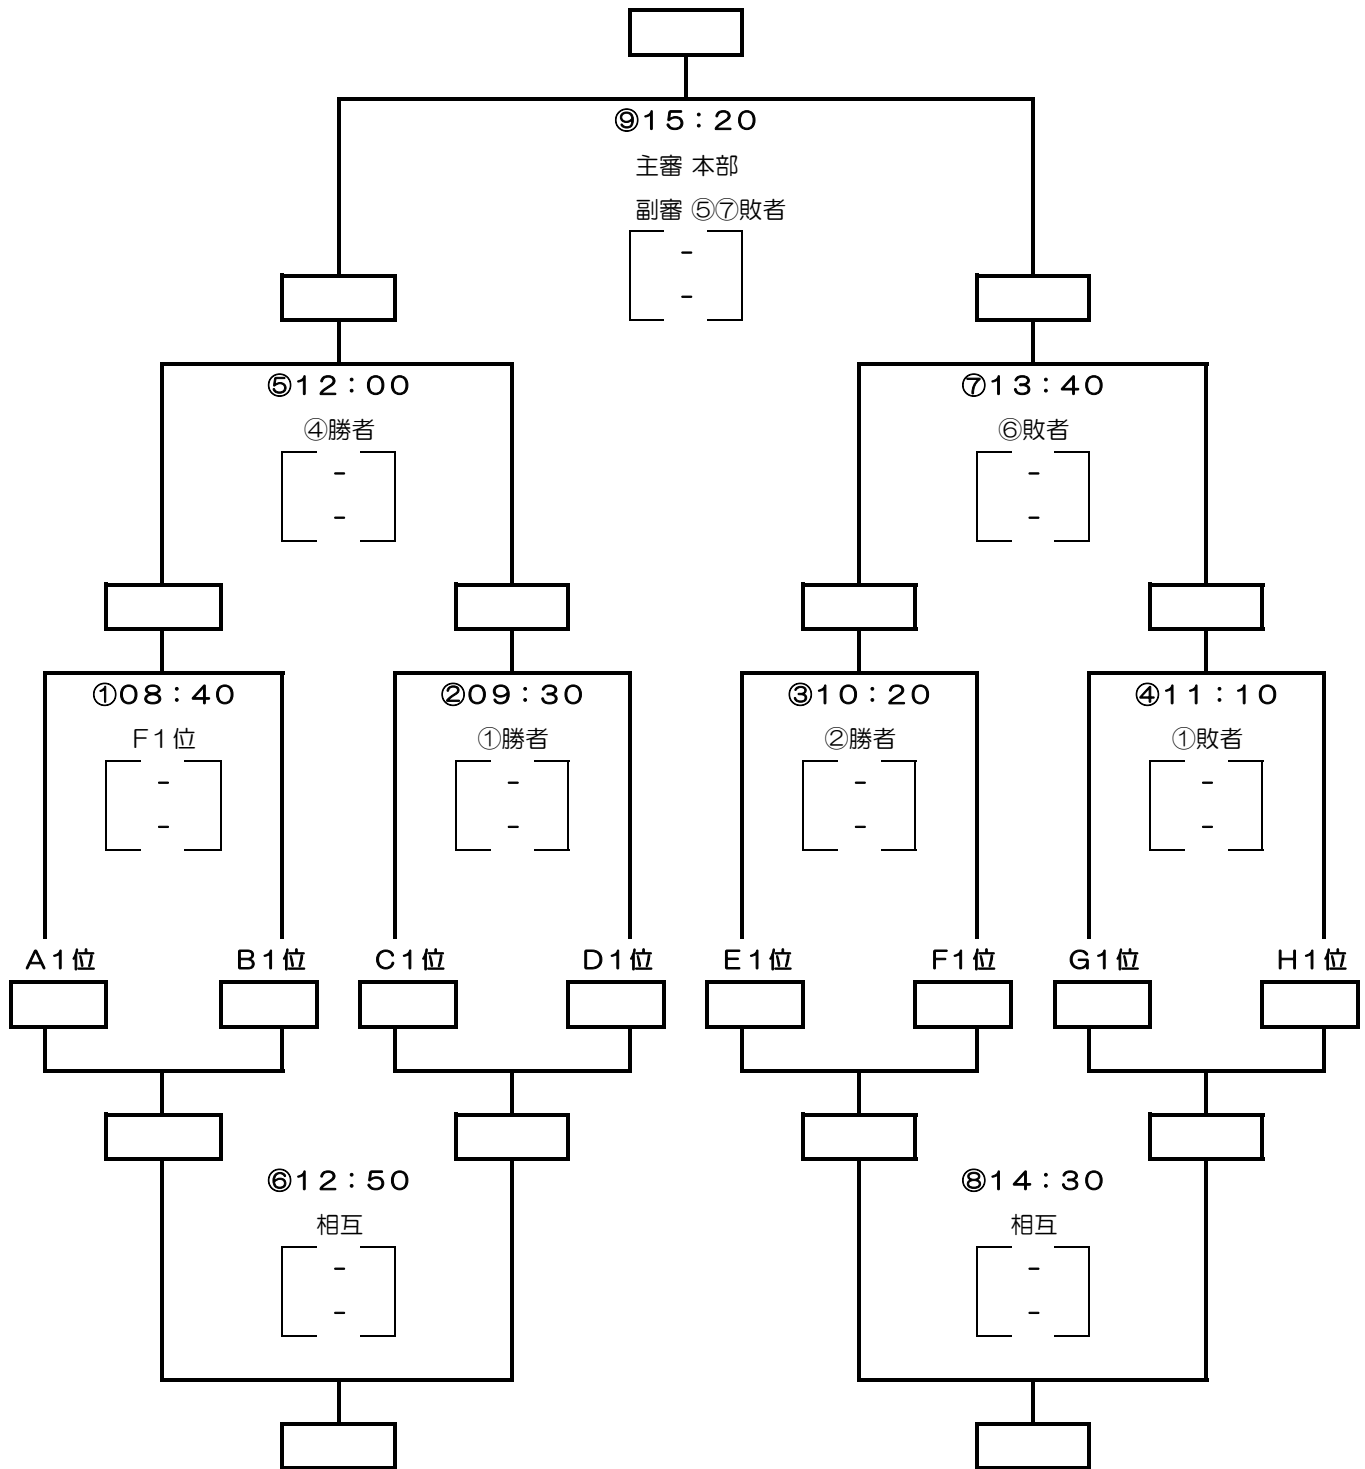 ⑨１５：２０
主審 本部
副審 ⑤⑦敗者
-
-
⑤１２：００
④勝者
-
-
⑦１３：４０
⑥敗者
-
-
①０８：４０
Ｆ１位
-
-
②０９：３０
①勝者
-
-
③１０：２０
②勝者
-
-
④１１：１０
①敗者
-
-
Ａ１位
Ｂ１位
Ｃ１位
Ｄ１位
Ｅ１位
Ｆ１位
Ｇ１位
Ｈ１位
⑥１２：５０
相互
-
-
⑧１４：３０
相互
-
-